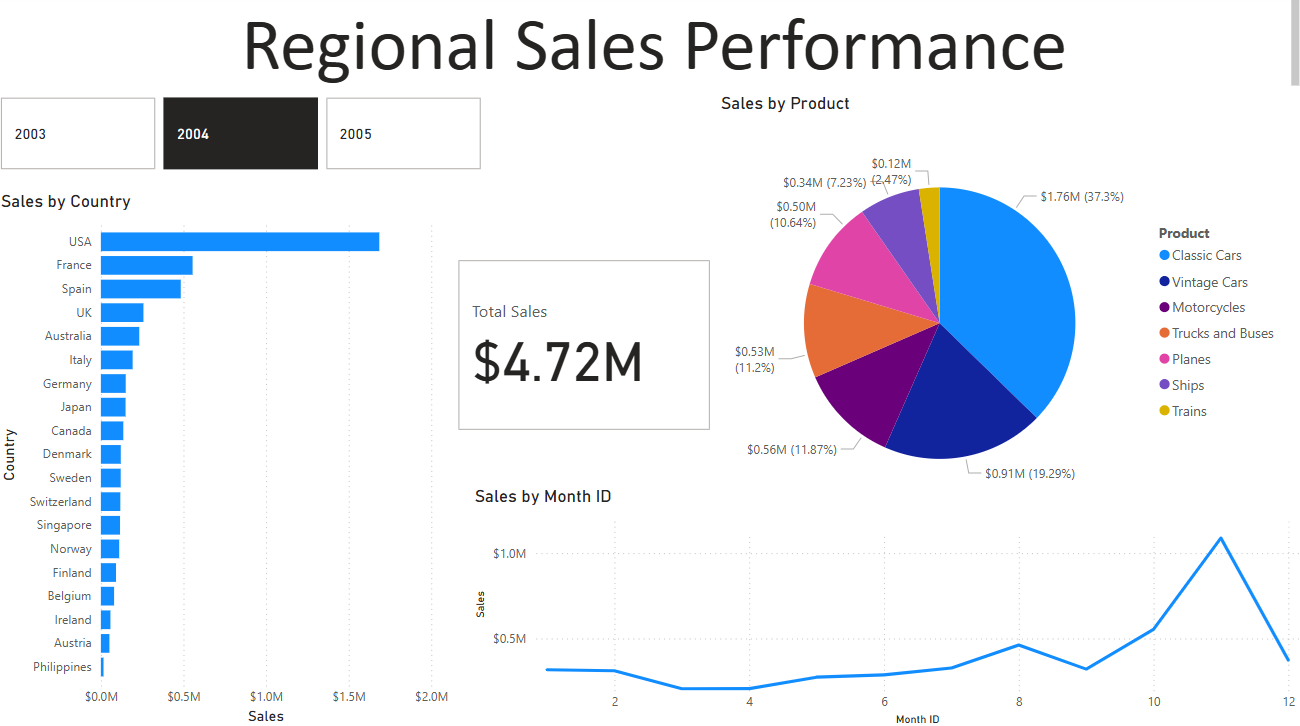 Regional Sales Performance
2003
2004
2005
Sales by Country
Country
USA
France
Spain
UK
Australia
Italy
Germany
Japan
Canada
Denmark
Sweden
Switzerland
Singapore
Norway
Finland
Belgium
Ireland
Austria
Philippines
$0.0M $0.5M $1.0M $1.5M $2.0M
Sales
Total Sales
$4.72M
Sales by Product
$0.12M
(2.47%)
$0.34M (7.23%)
$0.50M
(10.64%)
$0.53M
(11.2%)
$0.56M (11.87%)
$0.91M (19.29%)
$1.76M (37.3%)
Product
Classic Cars
Vintage Cars
Motorcycles
Trucks and Buses
Planes
Ships
Trains
Sales by Month ID
Sales
$1.0M
$0.5M
2 4 6 8 10 12
Month ID